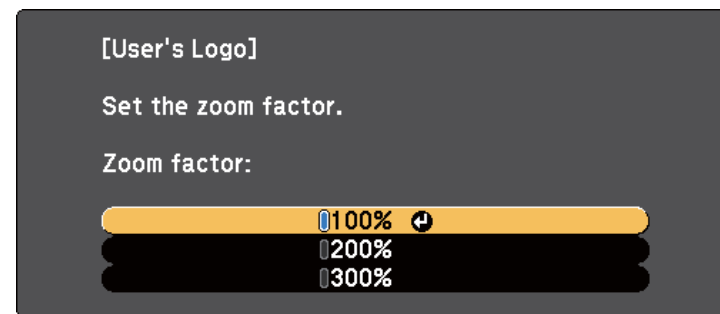 [User's Logo]
Set the zoom factor.
Zoom factor:
100%
200%
300%